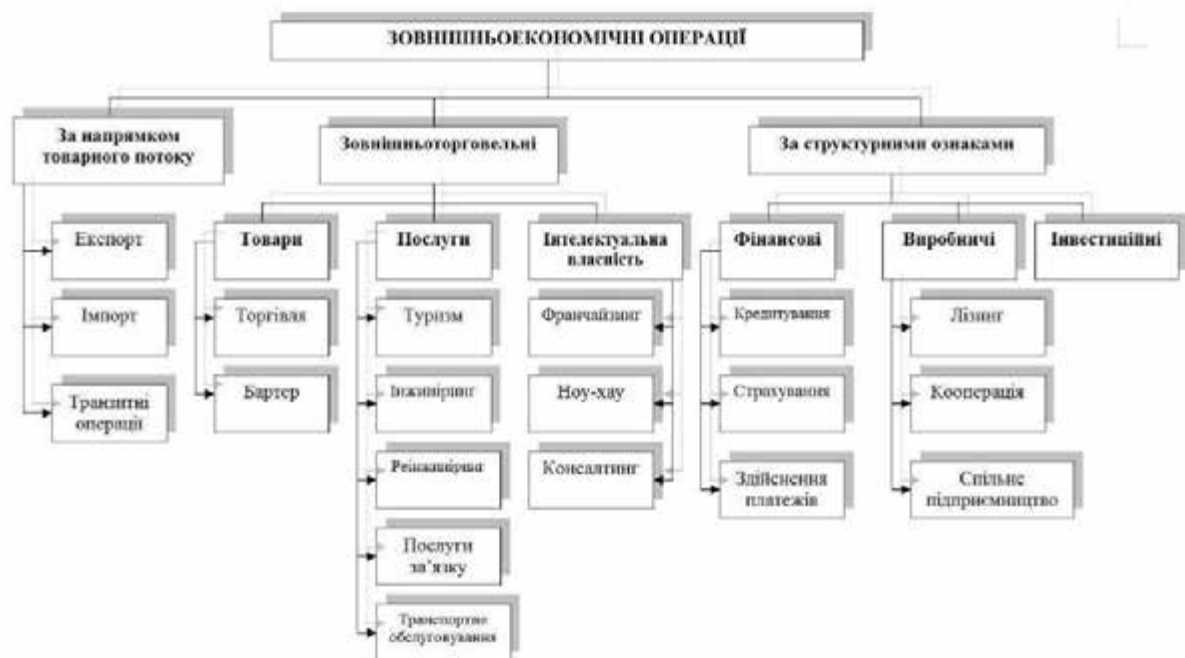 ЗОВНІШНЬОЕКОНОМІЧНІ ОПЕРАЦІЇ
За напрямком
товарного потоку
Зовнішньоторговельні
За структурними ознаками
Експорт
Імпорт
Транзитні
операції
Товари
Торгівля
Бартер
Послуги
Туризм
Інжиніринг
Реінжиніринг
Послуги
зв’язку
Транспортне
обслуговування
Інтелектуальна
власність
Франчайзинг
Ноу-хау
Консалтинг
Фінансові
Кредитування
Страхування
Здійснення
платежів
Виробничі
Лізинг
Кооперація
Спільне
підприємництво
Інвестиційні